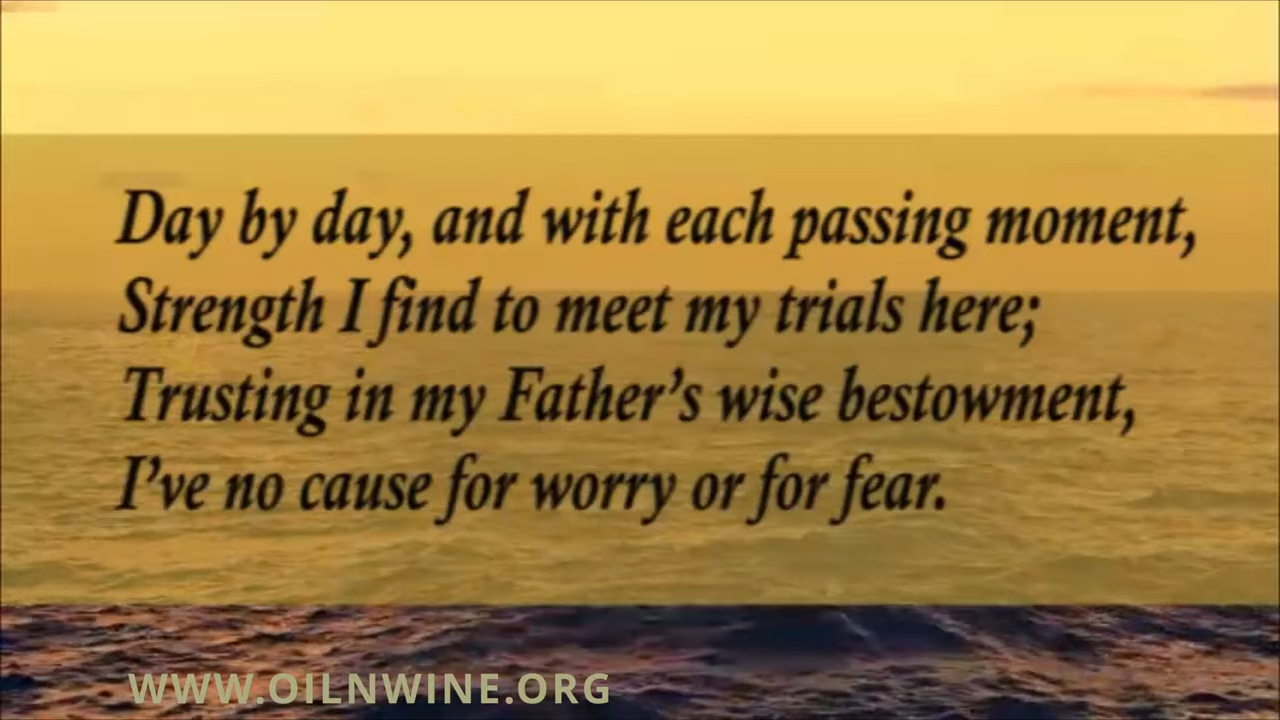 Day by day, and with each passing moment,
Strength I find to meet my trials here;
Trusting in my Father’s wise bestowment,
I’ve no cause for worry or for fear.
WWW.OILNWINE.ORG